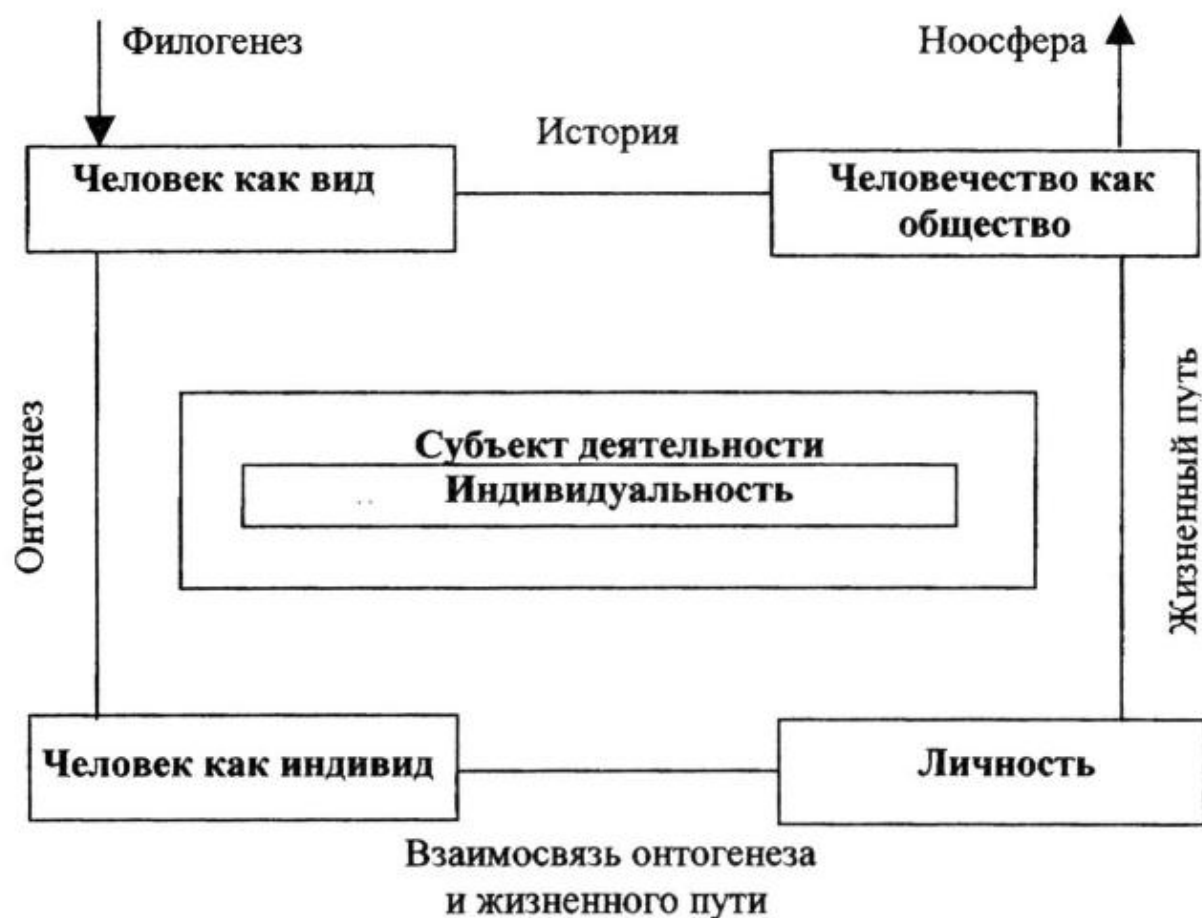 Филогенез
Ноосфера
История
Человек как вид
Человечество как
общество
Онтогенез
Субъект деятельности
Индивидуальность
Жизненный путь
Человек как индивид
Личность
Взаимосвязь онтогенеза
и жизненного пути